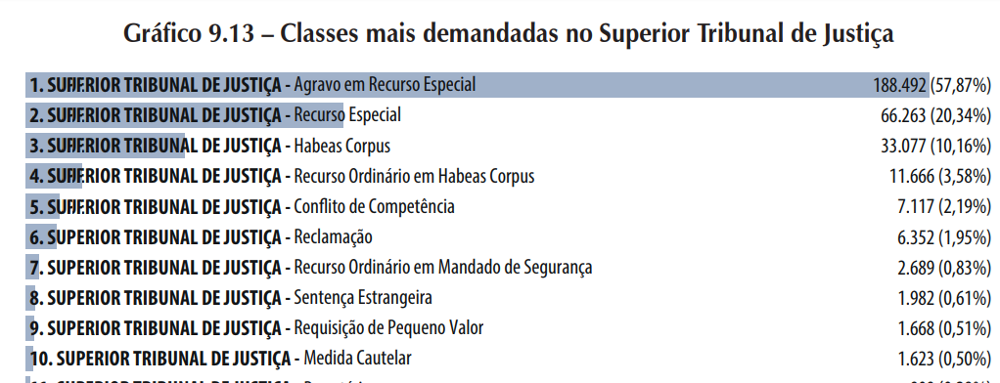 Gráfico 9.13 – Classes mais demandadas no Superior Tribunal de Justiça
1. SUPERIOR TRIBUNAL DE JUSTIÇA - Agravo em Recurso Especial 188.492 (57,87%)
2. SUPERIOR TRIBUNAL DE JUSTIÇA - Recurso Especial 66.263 (20,34%)
3. SUPERIOR TRIBUNAL DE JUSTIÇA - Habeas Corpus 33.077 (10,16%)
4. SUPERIOR TRIBUNAL DE JUSTIÇA - Recurso Ordinário em Habeas Corpus 11.666 (3,58%)
5. SUPERIOR TRIBUNAL DE JUSTIÇA - Conflito de Competência 7.117 (2,19%)
6. SUPERIOR TRIBUNAL DE JUSTIÇA - Reclamação 6.352 (1,95%)
7. SUPERIOR TRIBUNAL DE JUSTIÇA - Recurso Ordinário em Mandado de Segurança 2.689 (0,83%)
8. SUPERIOR TRIBUNAL DE JUSTIÇA - Sentença Estrangeira 1.982 (0,61%)
9. SUPERIOR TRIBUNAL DE JUSTIÇA - Requisição de Pequeno Valor 1.668 (0,51%)
10. SUPERIOR TRIBUNAL DE JUSTIÇA - Medida Cautelar 1.623 (0,50%)